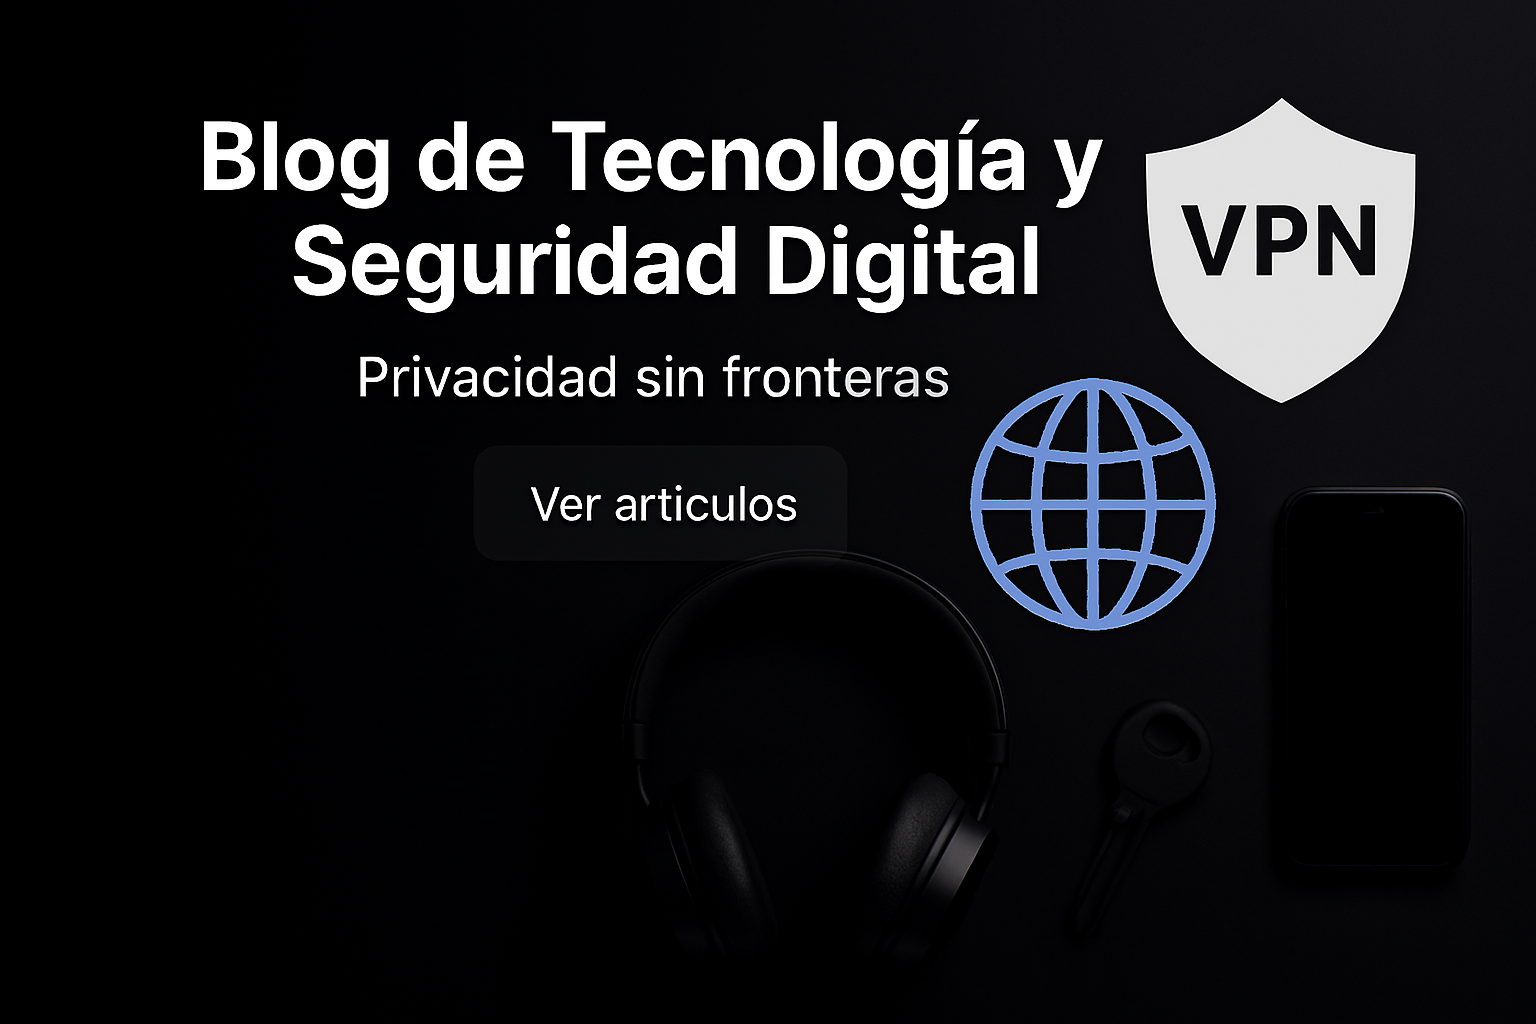 Blog de Tecnología y
Seguridad Digital
Privacidad sin fronteras
Ver articulos
VPN